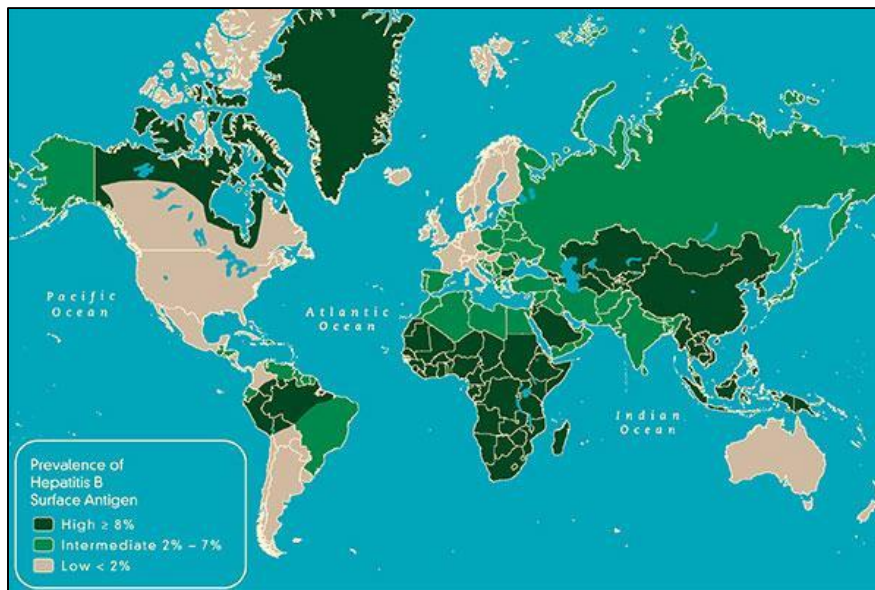 Pacific
Ocean
Atlantic
Ocean
Indian
Ocean
Prevalence of
Hepatitis B
Surface Antigen
High ≥ 8%
Intermediate 2% – 7%
Low < 2%